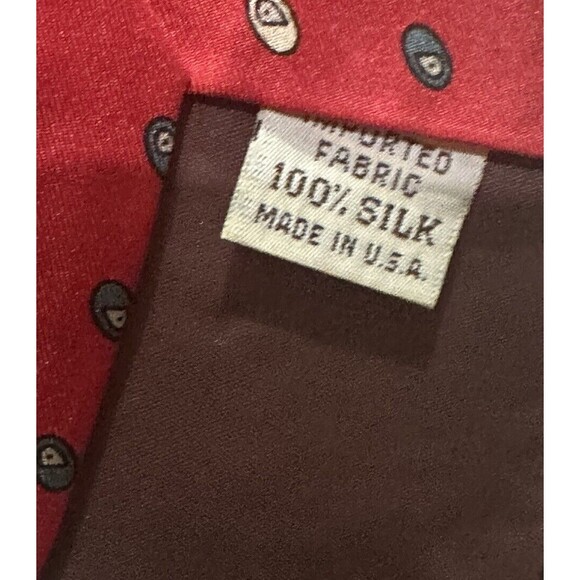 IMPORTED
FABRIC
100% SILK
MADE IN U.S.A.